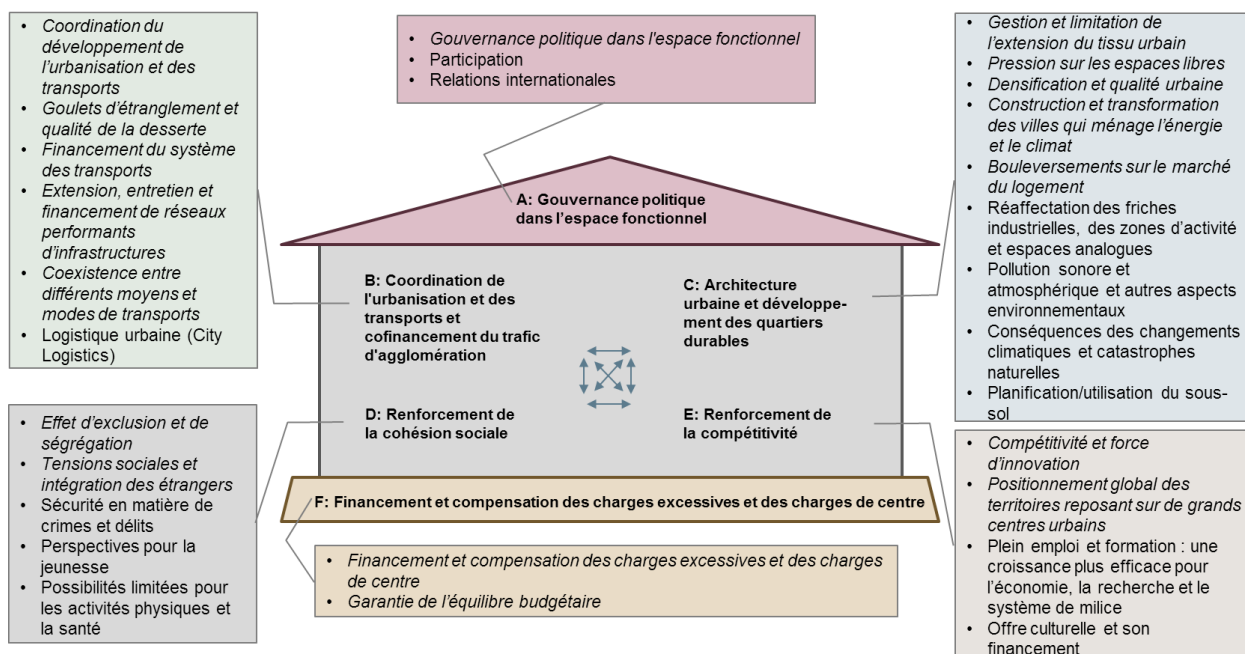 • Coordination du
développement de
l'urbanisation et des
transports
• Goulets d'étranglement et
qualité de la desserte
• Financement du système
des transports
• Extension, entretien et
financement de réseaux
performants
d'infrastructures
• Coexistence entre
différents moyens et
modes de transports
• Logistique urbaine (City
Logistics)
• Gouvernance politique dans l'espace fonctionnel
• Participation
• Relations internationales
• Gestion et limitation de
l'extension du tissu urbain
• Pression sur les espaces libres
• Densification et qualité urbaine
• Construction et transformation
des villes qui ménage l'énergie
et le climat
• Bouleversements sur le marché
du logement
• Réaffectation des friches
industrielles, des zones d'activité
et espaces analogues
• Pollution sonore et
atmosphérique et autres aspects
environnementaux
• Conséquences des changements
climatiques et catastrophes
naturelles
• Planification/utilisation du sous-
sol
A: Gouvernance politique
dans l'espace fonctionnel
B: Coordination de
l'urbanisation et des
transports et
cofinancement du trafic
d'agglomération
C: Architecture
urbaine et développe-
ment des quartiers
durables
D: Renforcement de
la cohésion sociale
E: Renforcement de
la compétitivité
F: Financement et compensation des charges excessives et des charges de centre
• Effet d'exclusion et de
ségrégation
• Tensions sociales et
intégration des étrangers
• Sécurité en matière de
crimes et délits
• Perspectives pour la
jeunesse
• Possibilités limitées pour
les activités physiques et
la santé
• Financement et compensation des charges excessives et des charges
de centre
• Garantie de l'équilibre budgétaire
• Compétitivité et force
d'innovation
• Positionnement global des
territoires reposant sur de grands
centres urbains
• Plein emploi et formation : une
croissance plus efficace pour
l'économie, la recherche et le
système de milice
• Offre culturelle et son
financement